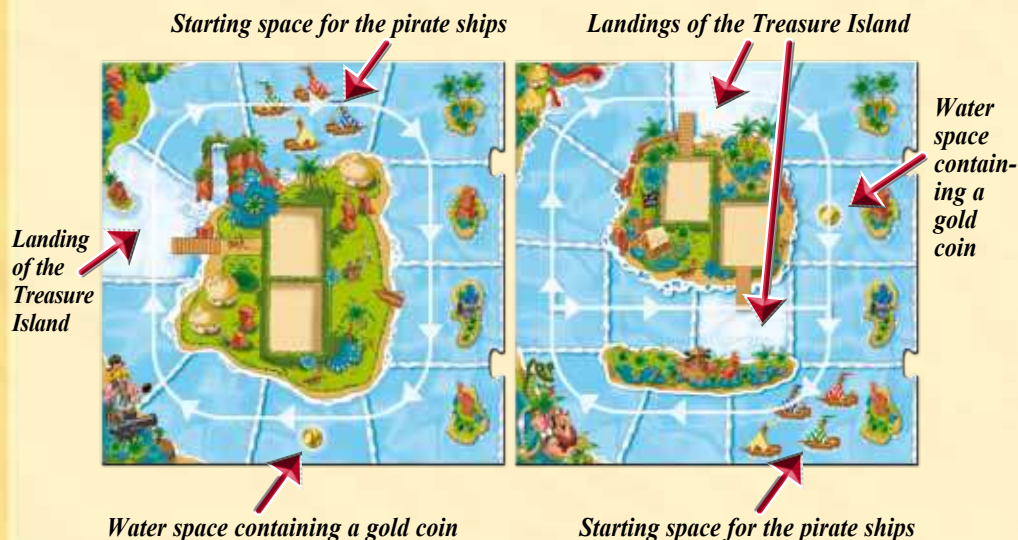 Starting space for the pirate ships
Landings of the Treasure Island
Water
space
contain-
ing a
gold
coin
Landing
of the
Treasure
Island
Water space containing a gold coin
Starting space for the pirate ships